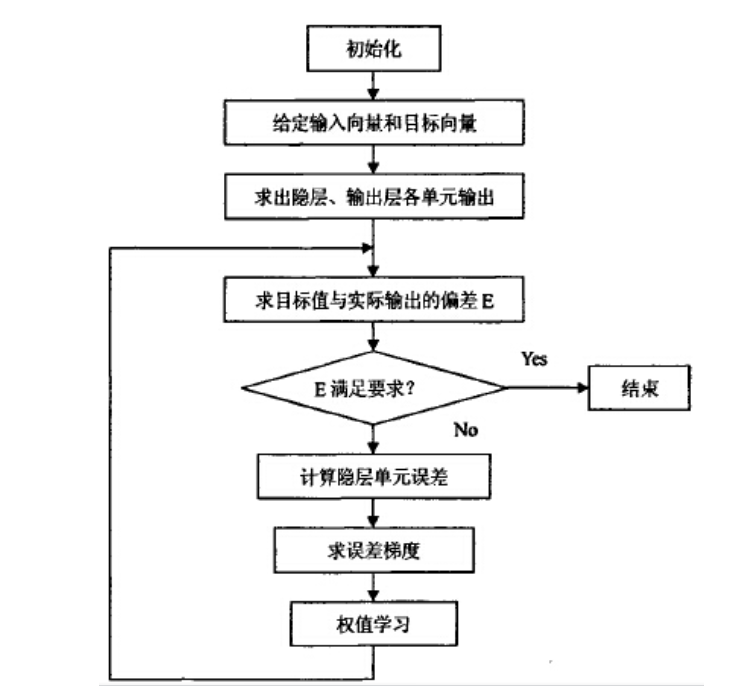 初始化
给定输入向量和目标向量
求出隐层、输出层各单元输出
求目标值与实际输出的偏差 E
Yes
E 满足要求?
结束
No
计算隐层单元误差
求误差梯度
权值学习